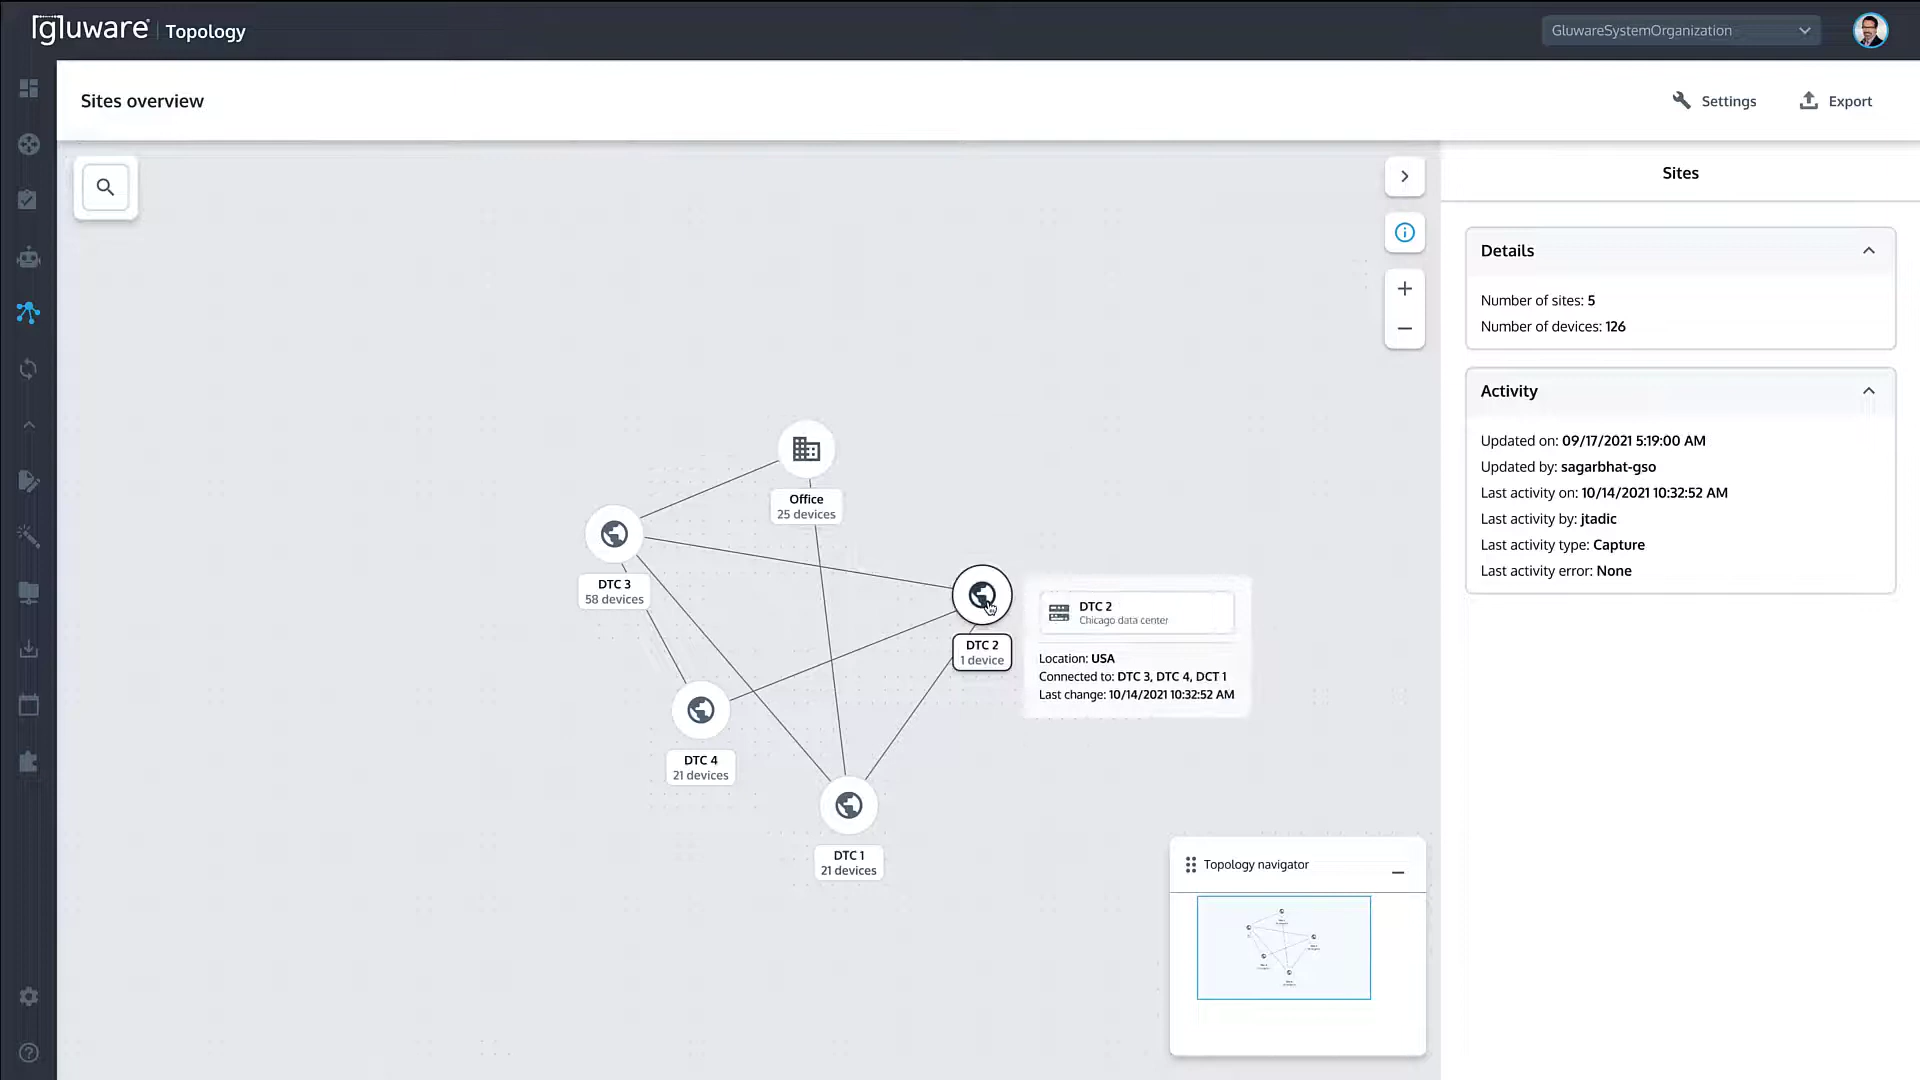 gluware
Topology
GluwareSystemOrganization
Sites overview
Settings
Export
Sites
Details
Number of sites: 5
Number of devices: 126
Activity
Updated on: 09/17/2021 5:19:00 AM
Updated by: sagarbhat-gso
Last activity on: 10/14/2021 10:32:52 AM
Last activity by: jtadic
Last activity type: Capture
Last activity error: None
Office
25 devices
DTC 3
58 devices
DTC 2
1 device
DTC 2
Chicago data center
Location: USA
Connected to: DTC 3, DTC 4, DCT 1
Last change: 10/14/2021 10:32:52 AM
DTC 4
21 devices
DTC 1
21 devices
Topology navigator